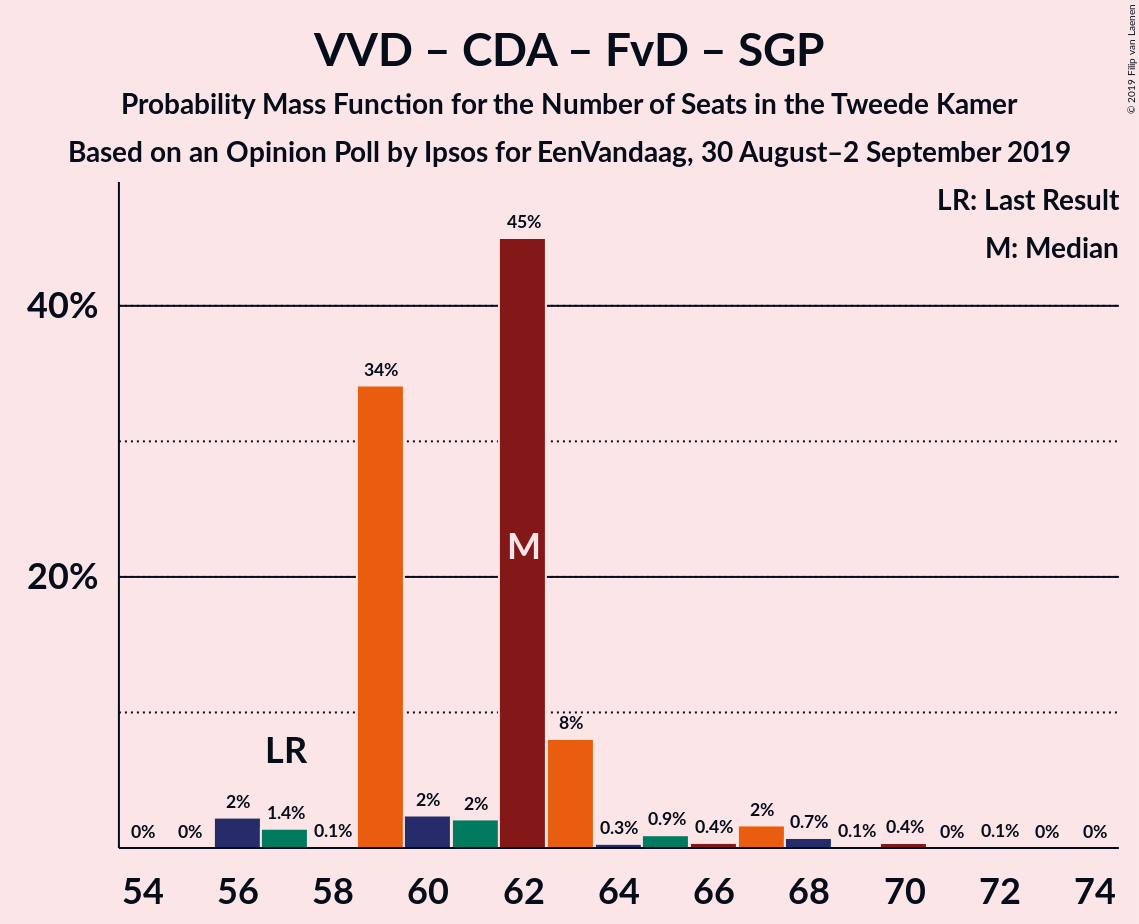 VVD – CDA – FvD – SGP
Probability Mass Function for the Number of Seats in the Tweede Kamer
Based on an Opinion Poll by Ipsos for EenVandaag, 30 August–2 September 2019
© 2019 Filip van Laenen
LR: Last Result
M: Median
40%
20%
0%
0%
2%
1.4%
0.1%
34%
2%
2%
45%
8%
0.3%
0.9%
0.4%
2%
0.7%
0.1%
0.4%
0%
0.1%
0%
0%
LR
M
54 56 58 60 62 64 66 68 70 72 74